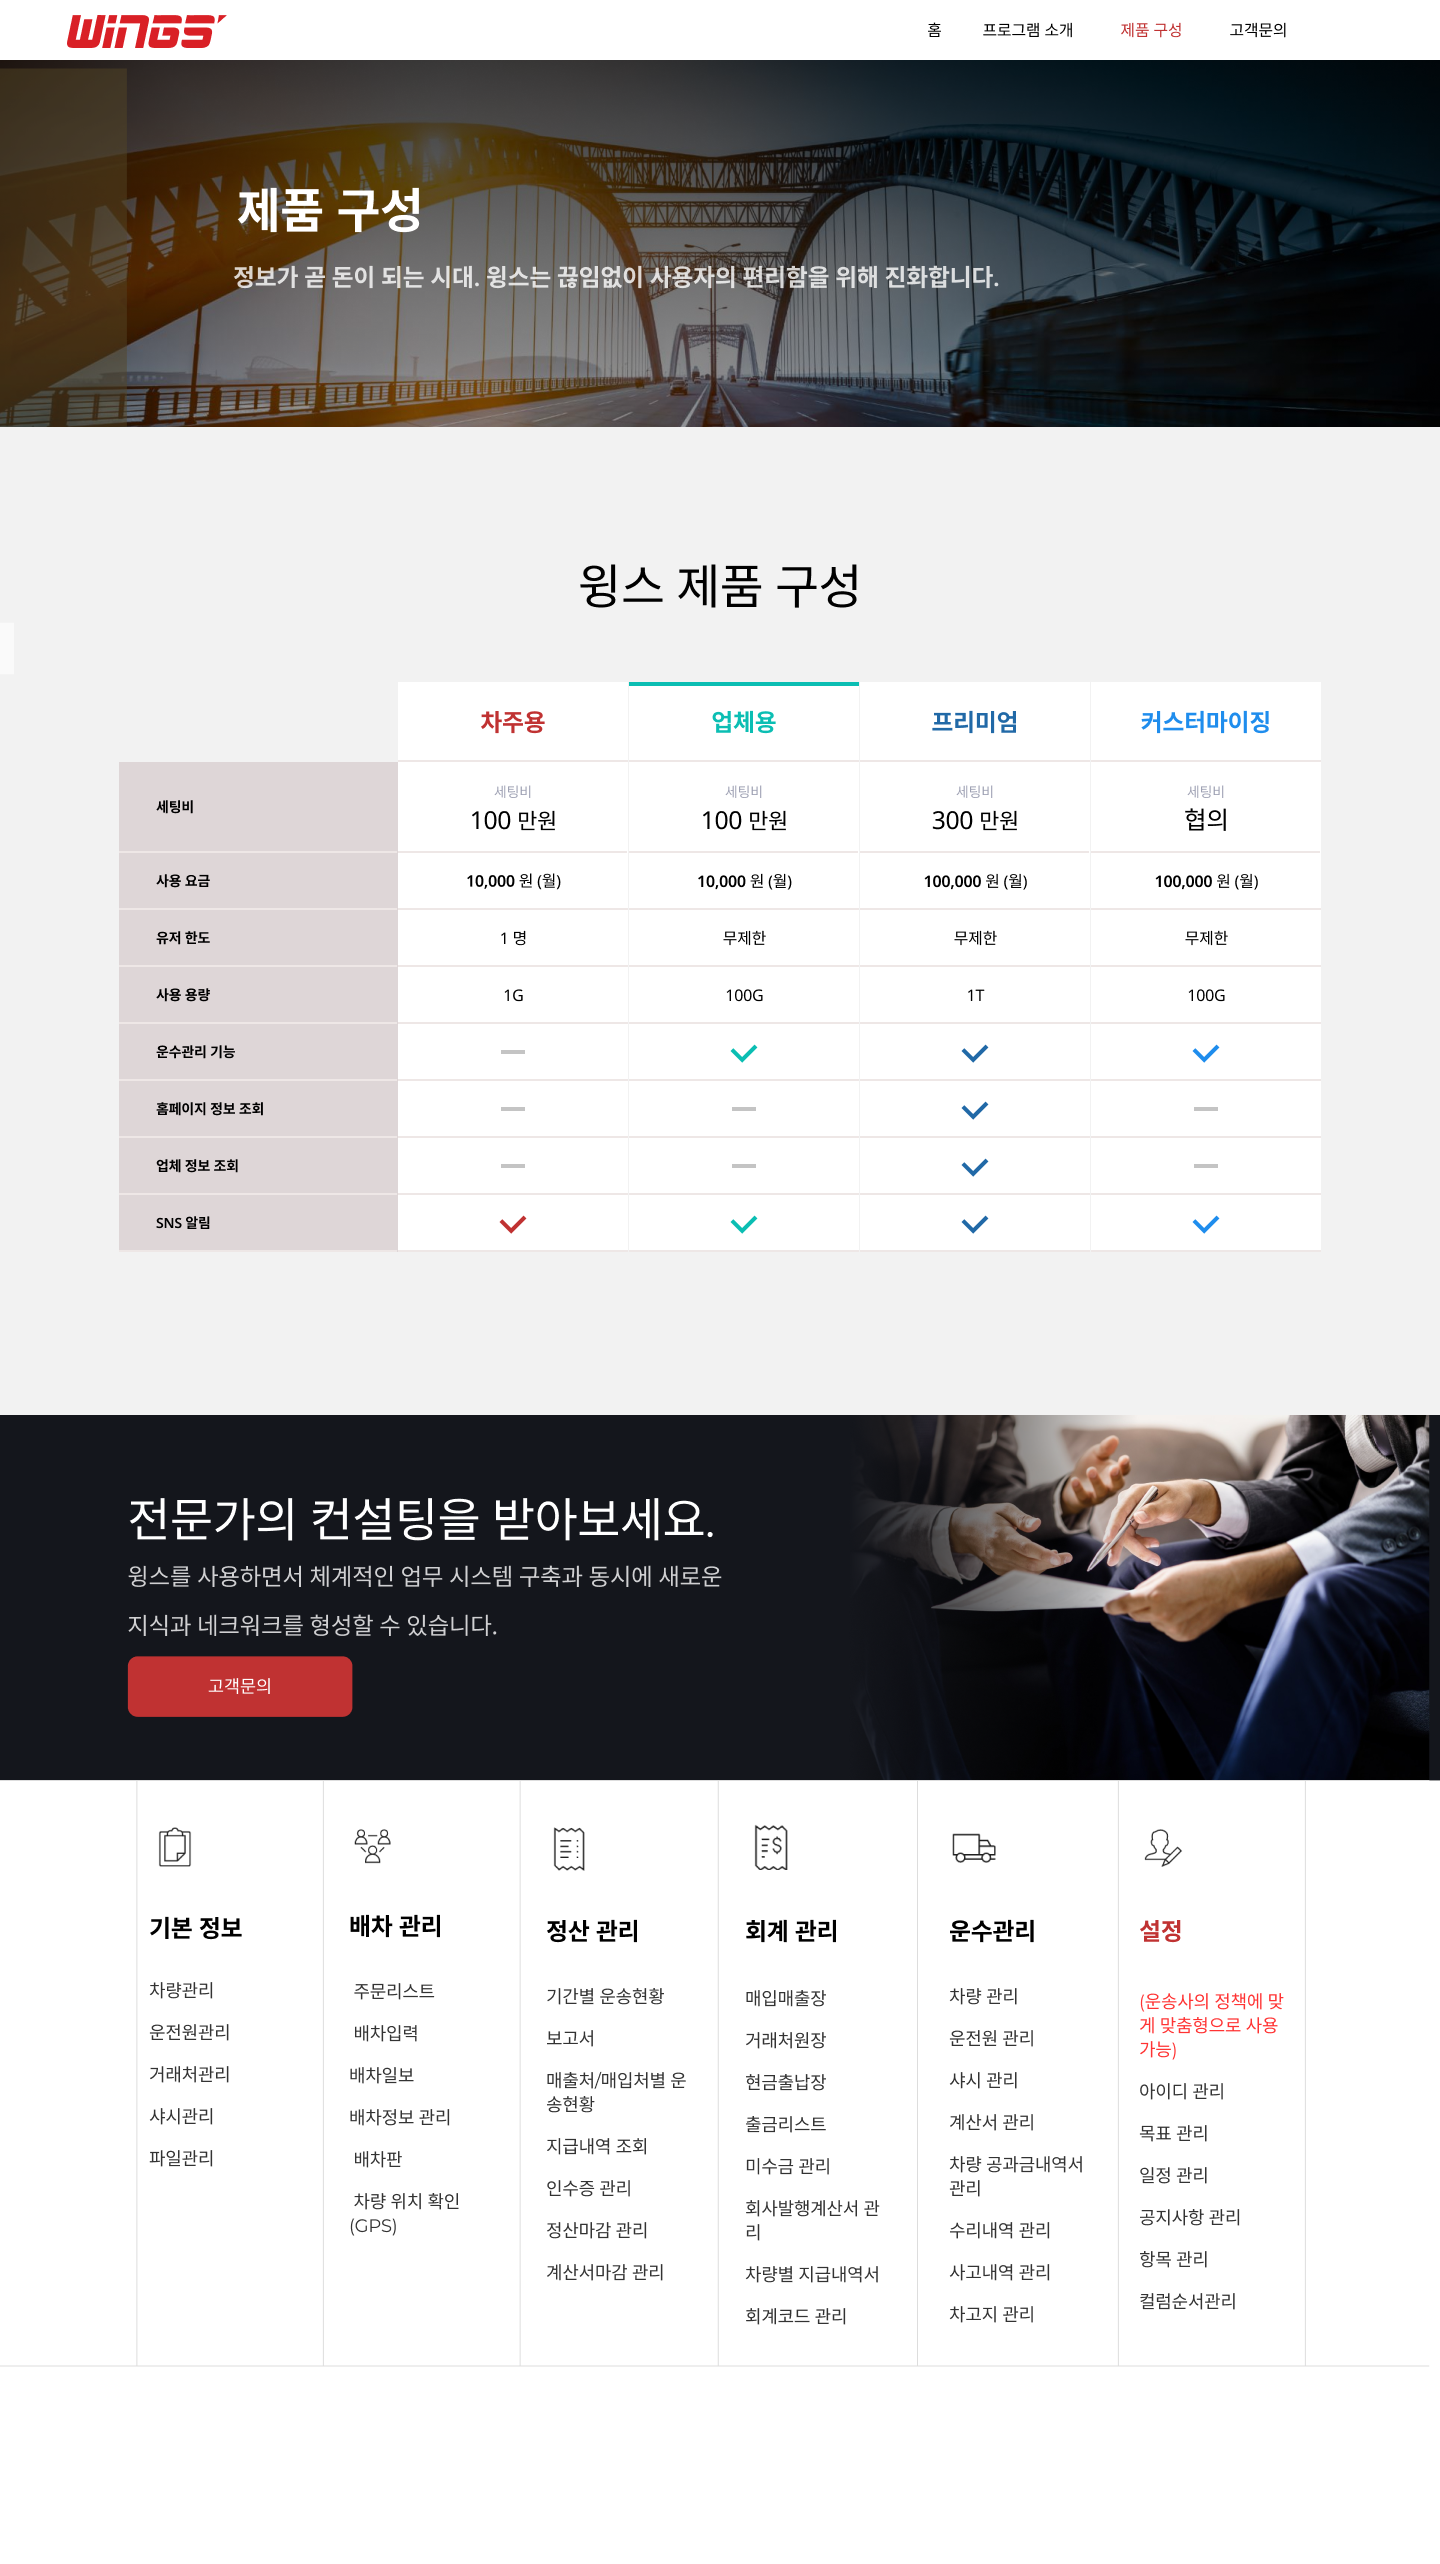 WiNGS
홈 프로그램 소개 제품 구성 고객문의
제품 구성
정보가 곧 돈이 되는 시대. 윙스는 끊임없이 사용자의 편리함을 위해 진화합니다.
윙스 제품 구성
차주용 업체용 프리미엄 커스터마이징
세팅비 세팅비 세팅비 세팅비
세팅비 100 만원 100 만원 300 만원 협의
사용 요금 10,000 원 (월) 10,000 원 (월) 100,000 원 (월) 100,000 원 (월)
유저 한도 1 명 무제한 무제한 무제한
사용 용량 1G 100G 1T 100G
운수관리 기능
홈페이지 정보 조회
업체 정보 조회
SNS 알림
전문가의 컨설팅을 받아보세요.
윙스를 사용하면서 체계적인 업무 시스템 구축과 동시에 새로운
지식과 네크워크를 형성할 수 있습니다.
고객문의
기본 정보
차량관리
운전원관리
거래처관리
샤시관리
파일관리
배차 관리
주문리스트
배차입력
배차일보
배차정보 관리
배차판
차량 위치 확인
(GPS)
정산 관리
기간별 운송현황
보고서
매출처/매입처별 운
송현황
지급내역 조회
인수증 관리
정산마감 관리
계산서마감 관리
회계 관리
매입매출장
거래처원장
현금출납장
출금리스트
미수금 관리
회사발행계산서 관
리
차량별 지급내역서
회계코드 관리
운수관리
차량 관리
운전원 관리
샤시 관리
계산서 관리
차량 공과금내역서
관리
수리내역 관리
사고내역 관리
차고지 관리
설정
(운송사의 정책에 맞
게 맞춤형으로 사용
가능)
아이디 관리
목표 관리
일정 관리
공지사항 관리
항목 관리
컬럼순서관리